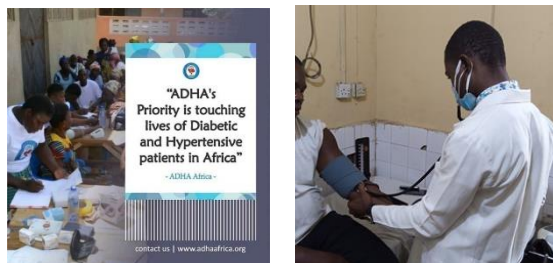 “ADHA's
Priority is touching
lives of Diabetic
and Hypertensive
patients in Africa”
- ADHA Africa -
contact us | www.adhaafrica.org